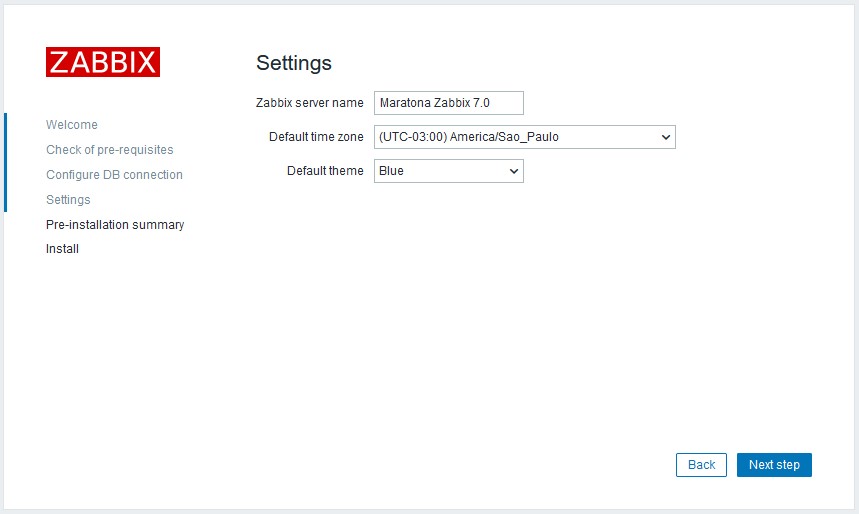 ZABBIX
Welcome
Check of pre-requisites
Configure DB connection
Settings
Pre-installation summary
Install
Settings
Zabbix server name Maratona Zabbix 7.0
Default time zone (UTC-03:00) America/Sao_Paulo
Default theme Blue
Back Next step